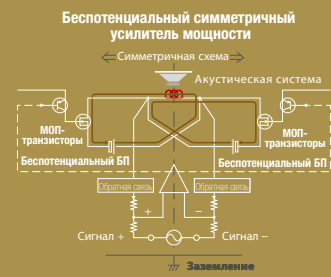 Беспотенциальный симметричный
усилитель мощности
Симметричная схема
Акустическая система
МОП-
транзисторы
МОП-
транзисторы
Беспотенциальный БП
Беспотенциальный БП
Обратная связь
Обратная связь
+
−
Сигнал +
Сигнал −
Заземление